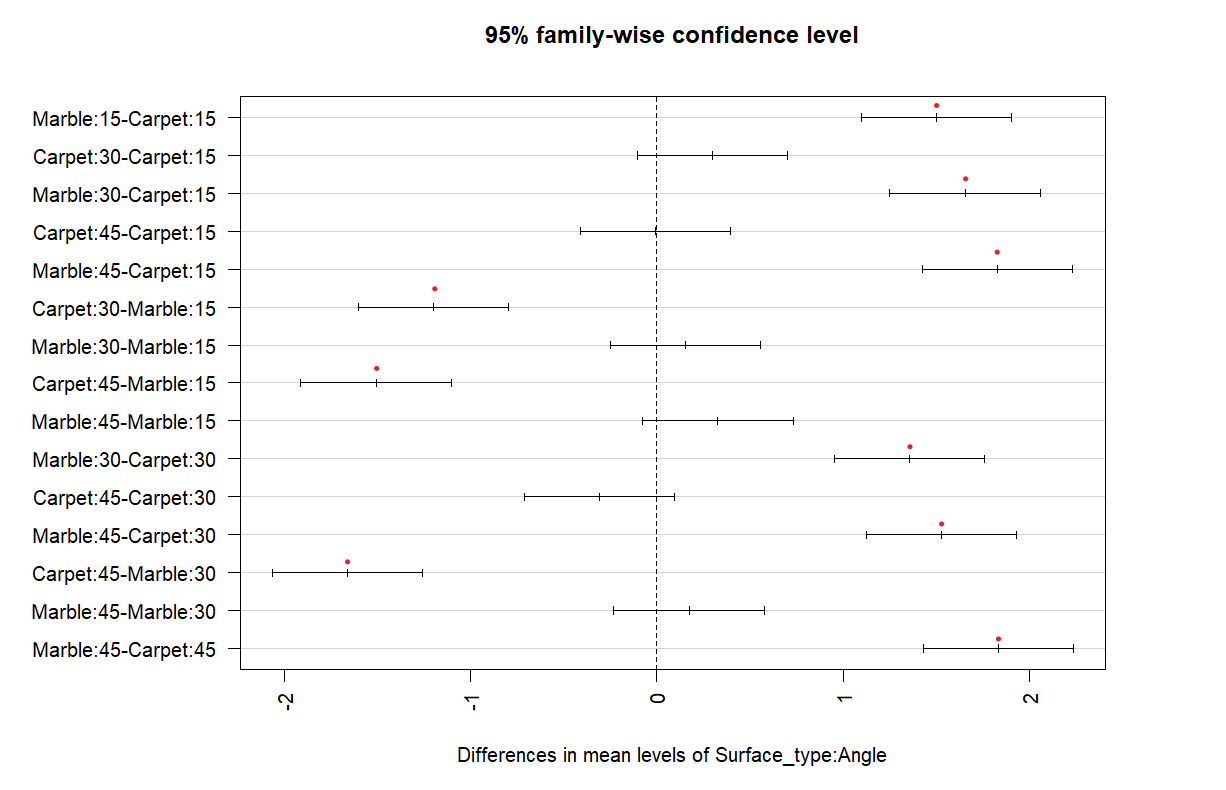 95% family-wise confidence level
Marble:15-Carpet:15
Carpet:30-Carpet:15
Marble:30-Carpet:15
Carpet:45-Carpet:15
Marble:45-Carpet:15
Carpet:30-Marble:15
Marble:30-Marble:15
Carpet:45-Marble:15
Marble:45-Marble:15
Marble:30-Carpet:30
Carpet:45-Carpet:30
Marble:45-Carpet:30
Carpet:45-Marble:30
Marble:45-Marble:30
Marble:45-Carpet:45
-2 -1 0 1 2
Differences in mean levels of Surface_type:Angle